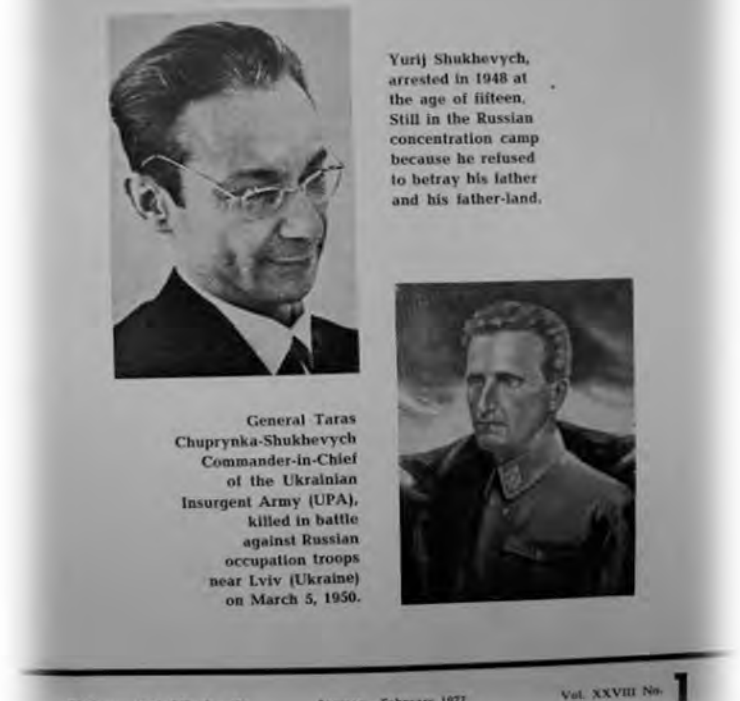 Yurij Shukhevych,
arrested in 1948 at
the age of fifteen.
Still in the Russian
concentration camp
because he refused
to betray his father
and his father-land.
General Taras
Chuprynka-Shukhevych
Commander-in-Chief
of the Ukrainian
Insurgent Army (UPA),
killed in battle
against Russian
occupation troops
near Lviv (Ukraine)
on March 5, 1950.
February 1977
Vol. XXVIII No. 1